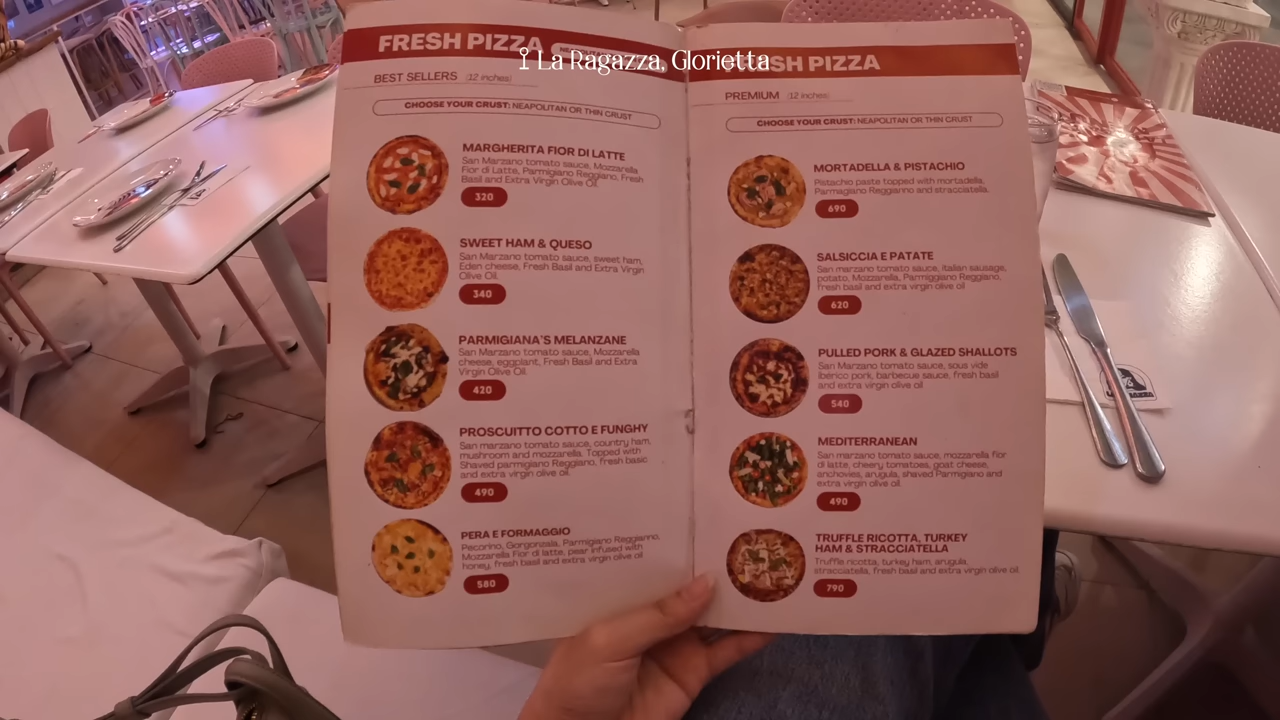 La Ragazza, Glorietta
FRESH PIZZA
BEST SELLERS (12 inches)
CHOOSE YOUR CRUST: NEAPOLITAN OR THIN CRUST
MARGHERITA FIOR DI LATTE
San Marzano tomato sauce, Mozzarella
Fior di Latte, Parmigiano Reggiano, Fresh
Basil and Extra Virgin Olive Oil.
320
SWEET HAM & QUESO
San Marzano tomato sauce, sweet ham,
Eden cheese, Fresh Basil and Extra Virgin
Olive Oil.
340
PARMIGIANA'S MELANZANE
San Marzano tomato sauce, Mozzarella
cheese, eggplant, Fresh Basil and Extra
Virgin Olive Oil.
420
PROSCUITTO COTTO E FUNGHY
San marzano tomato sauce, country ham,
mushroom and mozzarella. Topped with
Shaved parmigiano Reggiano, fresh basic
and extra virgin olive oil.
490
PERA E FORMAGGIO
Pecorino, Gorgonzala, Parmigiano Reggianno,
Mozzarella Fior di latte, pear infused with
honey, fresh basil and extra virgin olive oil
580
FRESH PIZZA
PREMIUM (12 inches)
CHOOSE YOUR CRUST: NEAPOLITAN OR THIN CRUST
MORTADELLA & PISTACHIO
Pistachio paste topped with mortadella,
Parmagiano Reggianno and stracciatella.
690
SALSICCIA E PATATE
San marzano tomato sauce, italian sausage,
potato, Mozzarella, Parmiggiano Reggiano,
fresh basil and extra virgin olive oil
620
PULLED PORK & GLAZED SHALLOTS
San Marzano tomato sauce, sous vide
ibérico pork, barbecue sauce, fresh basil
and extra virgin olive oil
540
MEDITERRANEAN
San marzano tomato sauce, mozzarella fior
di latte, cheery tomatoes, goat cheese,
anchovies, arugula, shaved Parmigiano and
extra virgin olive oil.
490
TRUFFLE RICOTTA, TURKEY
HAM & STRACCIATELLA
Truffle ricotta, turkey ham, arugula,
stracciatella, fresh basil and extra virgin olive oil.
790